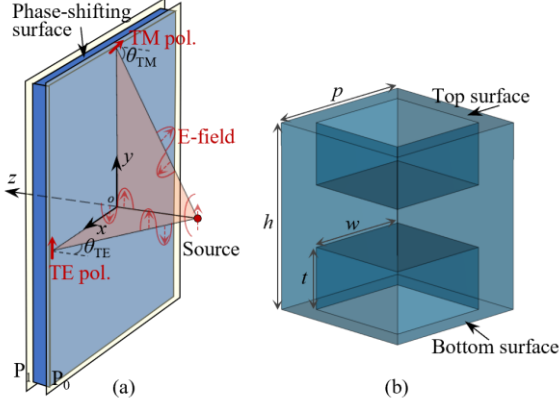 Phase-shifting
surface
TM pol.
θTM
E-field
z
y
o
x
Source
θTE
TE pol.
P1
P0
(a)
p
Top surface
h
w
t
Bottom surface
(b)